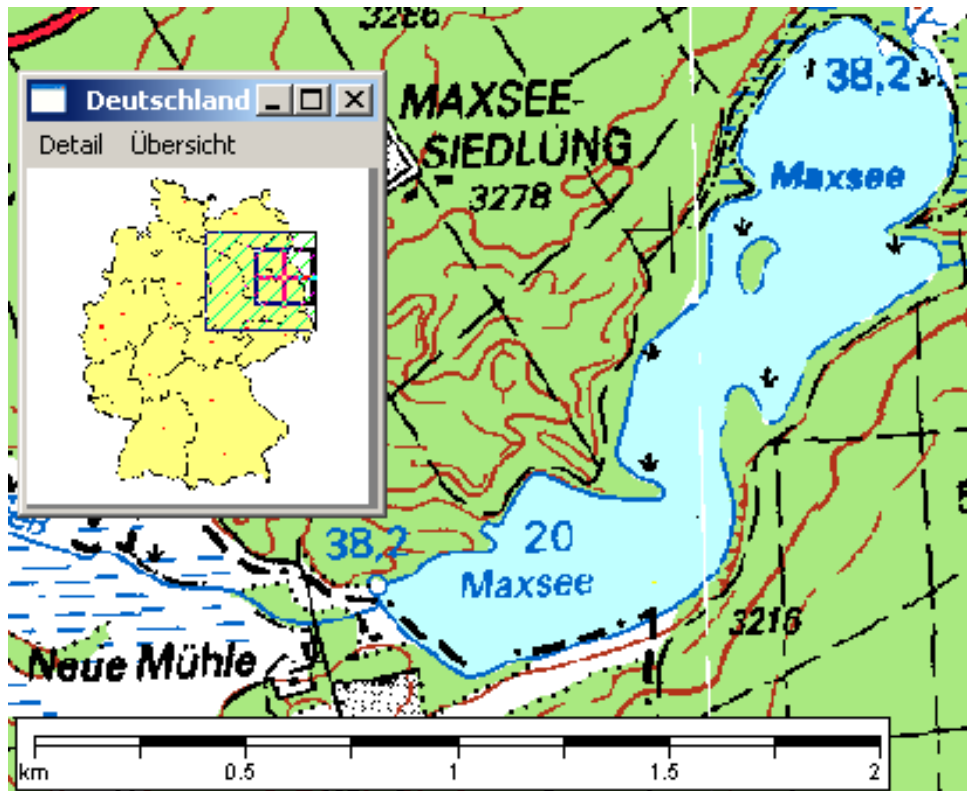 3286
Deutschland
Detail Übersicht
MAXSEE-
SIEDLUNG
3278
38,2
Maxsee
38,2
20
Maxsee
3216
Neue Mühle
km 0.5 1 1.5 2